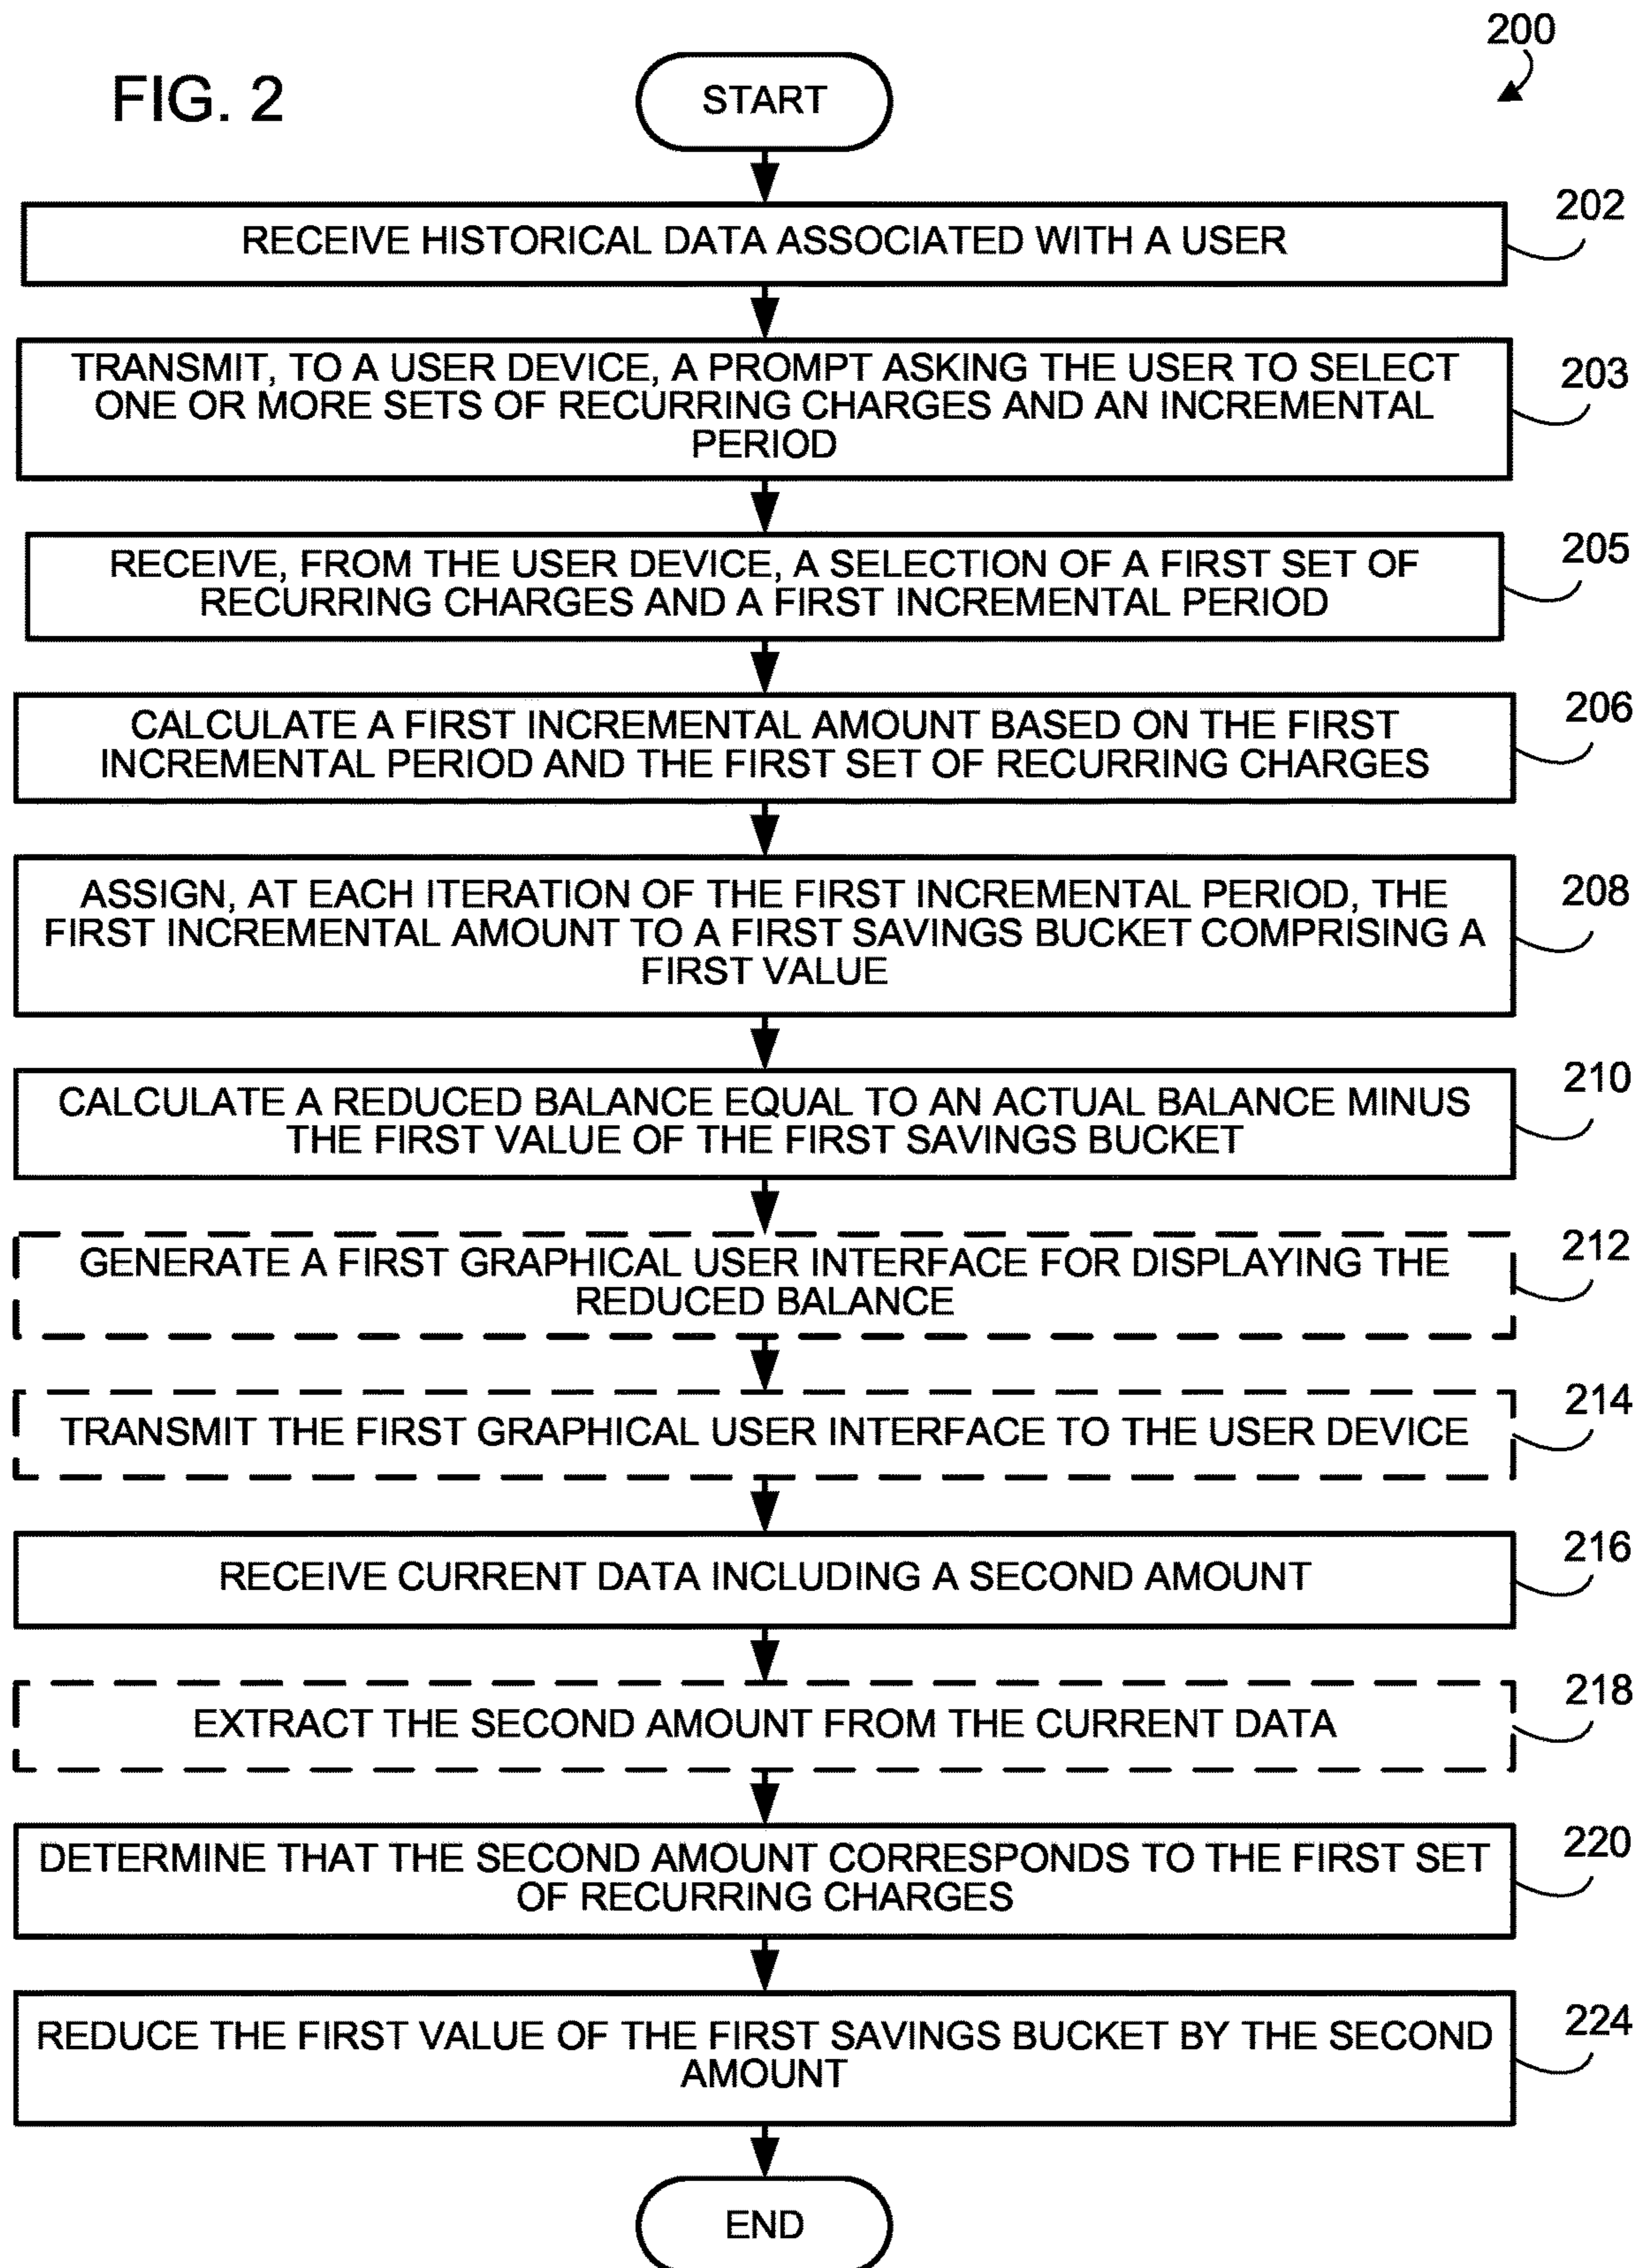 200
FIG. 2
START
202
RECEIVE HISTORICAL DATA ASSOCIATED WITH A USER
203
TRANSMIT, TO A USER DEVICE, A PROMPT ASKING THE USER TO SELECT
ONE OR MORE SETS OF RECURRING CHARGES AND AN INCREMENTAL
PERIOD
205
RECEIVE, FROM THE USER DEVICE, A SELECTION OF A FIRST SET OF
RECURRING CHARGES AND A FIRST INCREMENTAL PERIOD
206
CALCULATE A FIRST INCREMENTAL AMOUNT BASED ON THE FIRST
INCREMENTAL PERIOD AND THE FIRST SET OF RECURRING CHARGES
208
ASSIGN, AT EACH ITERATION OF THE FIRST INCREMENTAL PERIOD, THE
FIRST INCREMENTAL AMOUNT TO A FIRST SAVINGS BUCKET COMPRISING A
FIRST VALUE
210
CALCULATE A REDUCED BALANCE EQUAL TO AN ACTUAL BALANCE MINUS
THE FIRST VALUE OF THE FIRST SAVINGS BUCKET
212
GENERATE A FIRST GRAPHICAL USER INTERFACE FOR DISPLAYING THE
REDUCED BALANCE
214
TRANSMIT THE FIRST GRAPHICAL USER INTERFACE TO THE USER DEVICE
216
RECEIVE CURRENT DATA INCLUDING A SECOND AMOUNT
218
EXTRACT THE SECOND AMOUNT FROM THE CURRENT DATA
220
DETERMINE THAT THE SECOND AMOUNT CORRESPONDS TO THE FIRST SET
OF RECURRING CHARGES
224
REDUCE THE FIRST VALUE OF THE FIRST SAVINGS BUCKET BY THE SECOND
AMOUNT
END